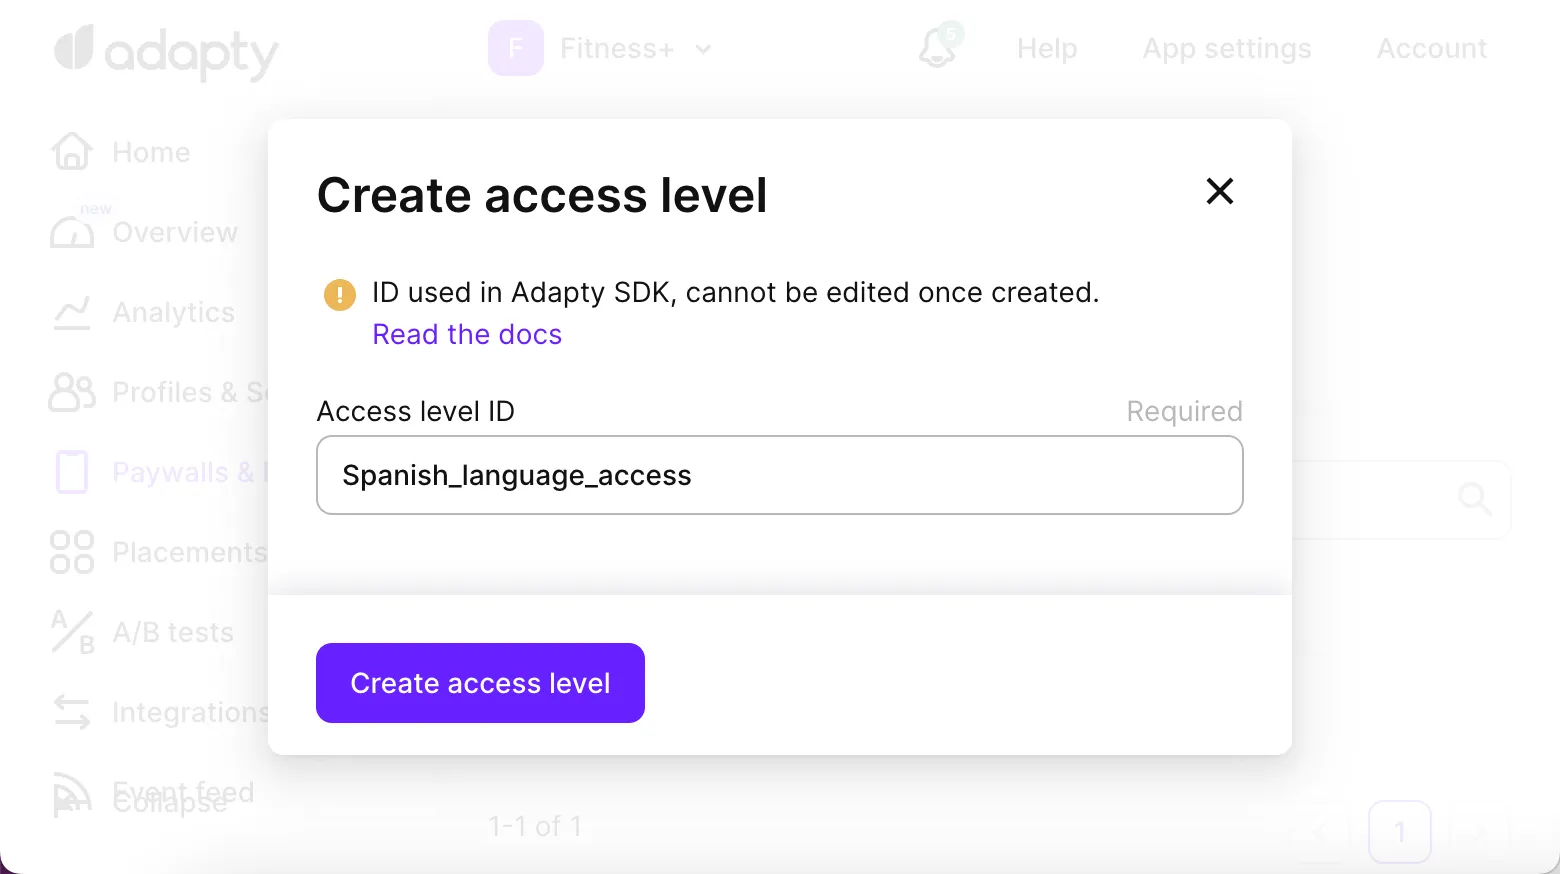 adapty
F
Fitness+
5
Help
App settings
Account
Home
new
Overview
Analytics
Profiles & Se
Paywalls &
Placements
A/B tests
Integrations
Event feed
Collapse
Create access level
ID used in Adapty SDK, cannot be edited once created.
Read the docs
Access level ID
Required
Spanish_language_access
Create access level
1-1 of 1
1